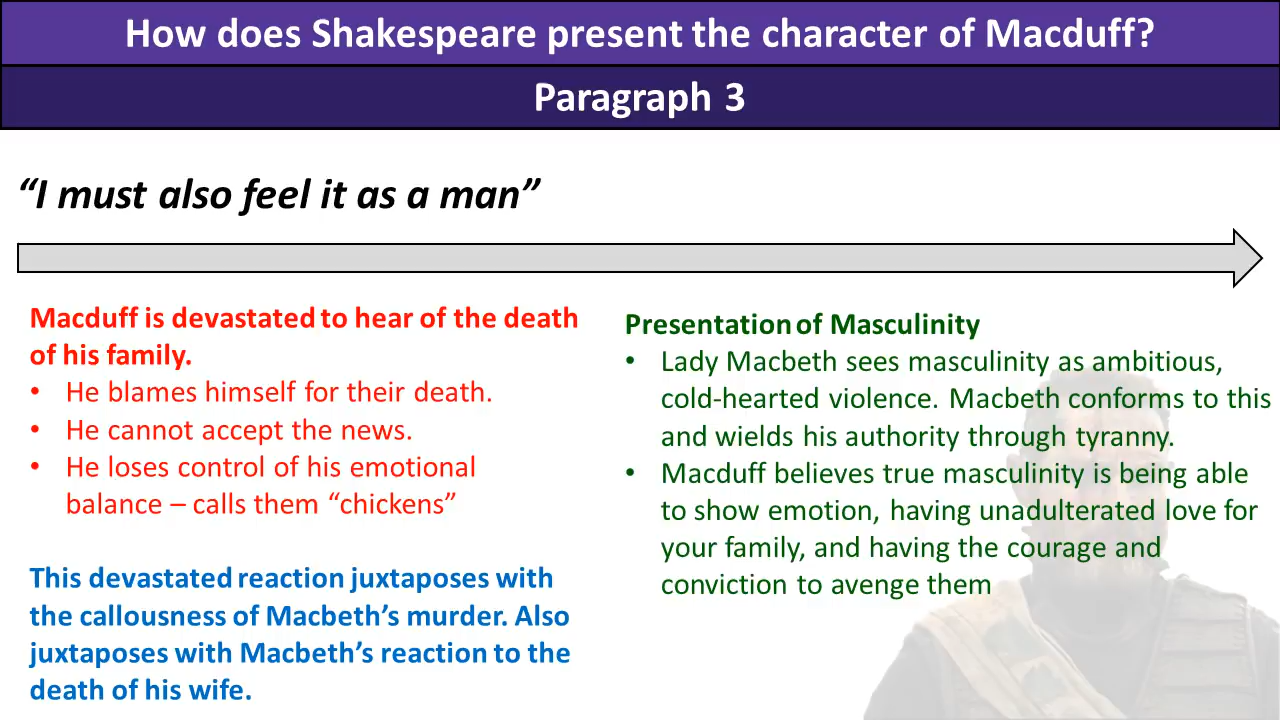 How does Shakespeare present the character of Macduff?
Paragraph 3
“I must also feel it as a man”
Macduff is devastated to hear of the death
of his family.
• He blames himself for their death.
• He cannot accept the news.
• He loses control of his emotional
balance – calls them “chickens”
This devastated reaction juxtaposes with
the callousness of Macbeth’s murder. Also
juxtaposes with Macbeth’s reaction to the
death of his wife.
Presentation of Masculinity
• Lady Macbeth sees masculinity as ambitious,
cold-hearted violence. Macbeth conforms to this
and wields his authority through tyranny.
• Macduff believes true masculinity is being able
to show emotion, having unadulterated love for
your family, and having the courage and
conviction to avenge them